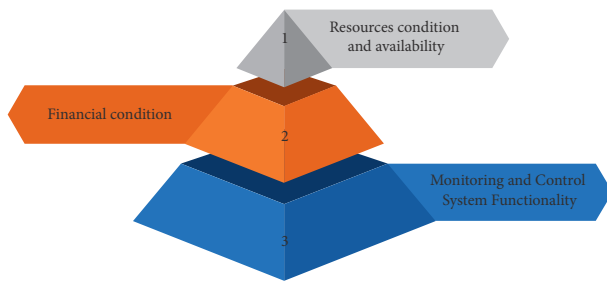 1
Resources condition
and availability
Financial condition
2
Monitoring and Control
System Functionality
3